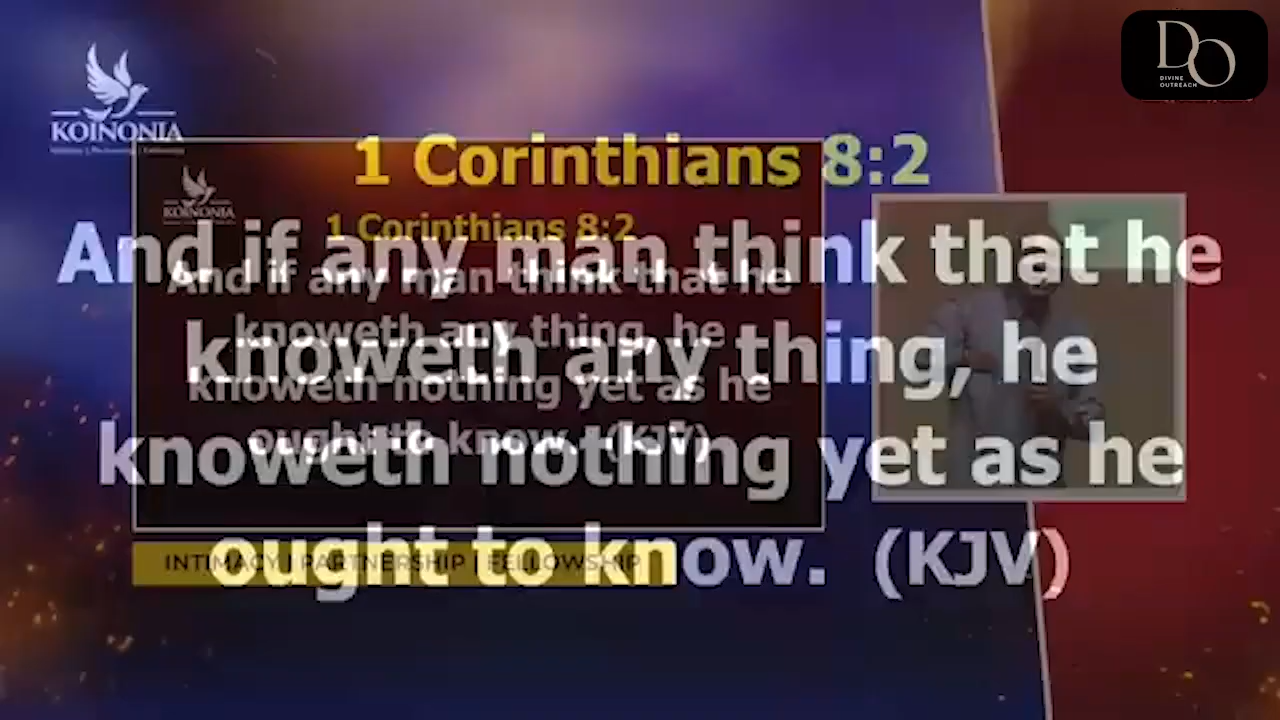 DO
DIVINE
OUTREACH
KOINONIA
1 Corinthians 8:2
And if any man think that he
knoweth any thing, he
knoweth nothing yet as he
ought to know. (KJV)
KOINONIA
1 Corinthians 8:2
And if any man think that he
knoweth any thing, he
knoweth nothing yet as he
ought to know. (KJV)
INTIMACY | PARTNERSHIP | FELLOWSHIP